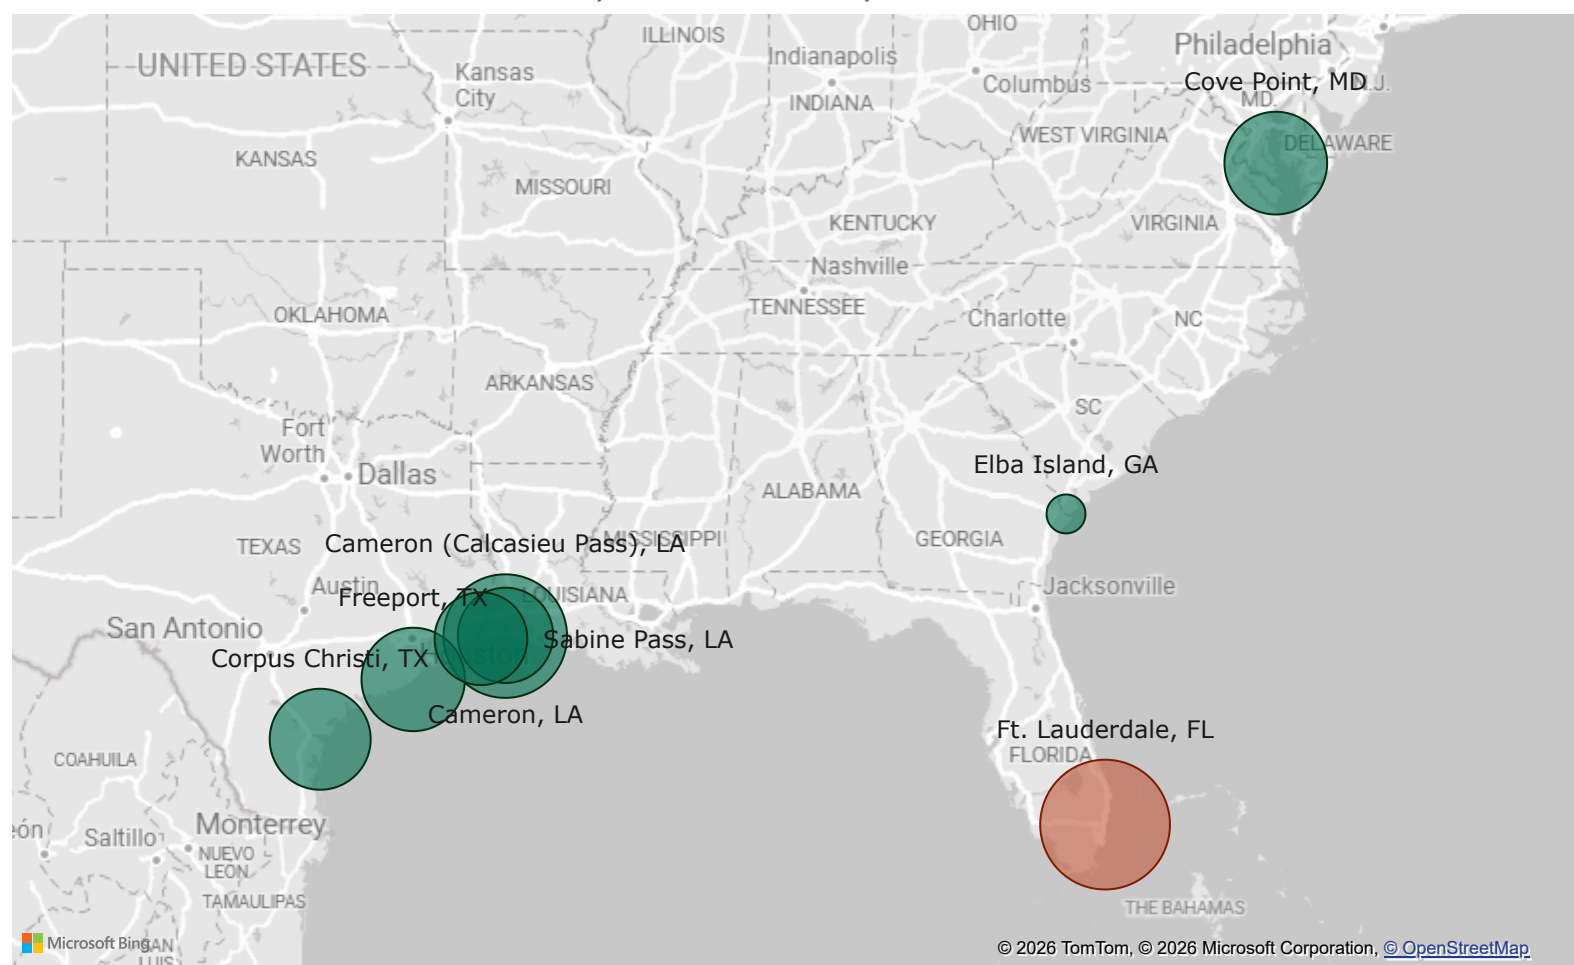 ILLINOIS
OHIO
Philadelphia
UNITED STATES
Indianapolis
Kansas
City
Columbus
Cove Point, MD
N.J.
MD.
INDIANA
WEST VIRGINIA
DELAWARE
KANSAS
MISSOURI
KENTUCKY
VIRGINIA
Nashville
TENNESSEE
OKLAHOMA
Charlotte
NC
ARKANSAS
SC
Fort
Worth
Dallas
Elba Island, GA
ALABAMA
MISSISSIPPI
GEORGIA
TEXAS
Cameron (Calcasieu Pass), LA
Austin
Freeport, TX
LOUISIANA
Jacksonville
San Antonio
Sabine Pass, LA
Corpus Christi, TX
Houston
Cameron, LA
Ft. Lauderdale, FL
FLORIDA
COAHUILA
Monterrey
eón
Saltillo
NUEVO
LEON
TAMAULIPAS
THE BAHAMAS
Microsoft Bing
SAN
LUIS
© 2026 TomTom, © 2026 Microsoft Corporation, © OpenStreetMap